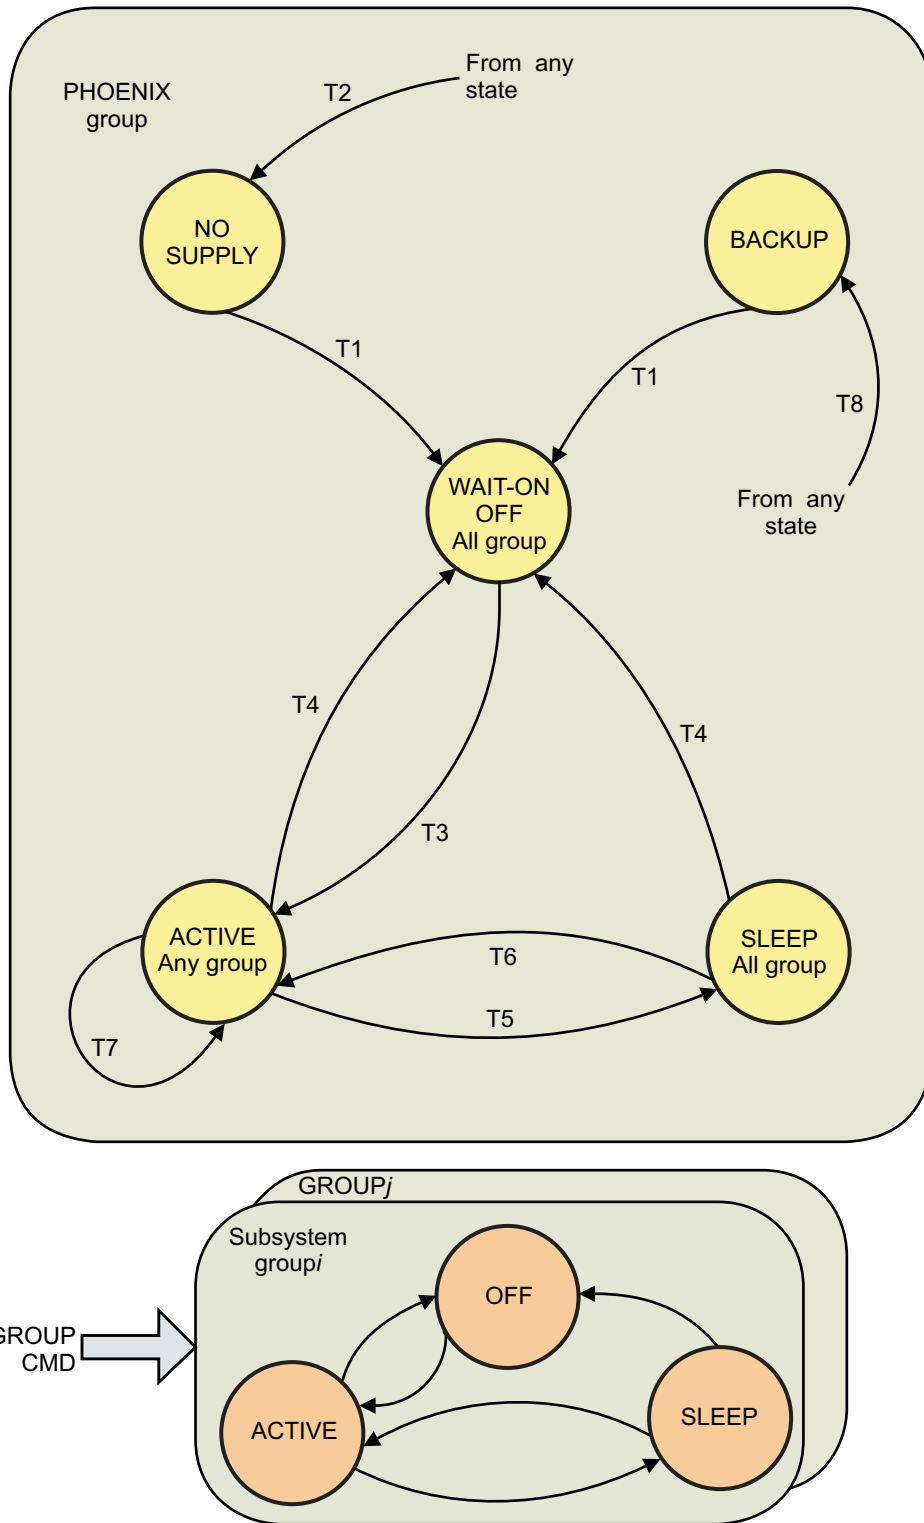 PHOENIX
group
T2
From any
state
NO
SUPPLY
BACKUP
T1
T1
T8
WAIT-ON
OFF
All group
From any
state
T4
T4
T3
ACTIVE
Any group
SLEEP
All group
T6
T5
T7
GROUPj
Subsystem
groupi
OFF
GROUP
CMD
ACTIVE
SLEEP